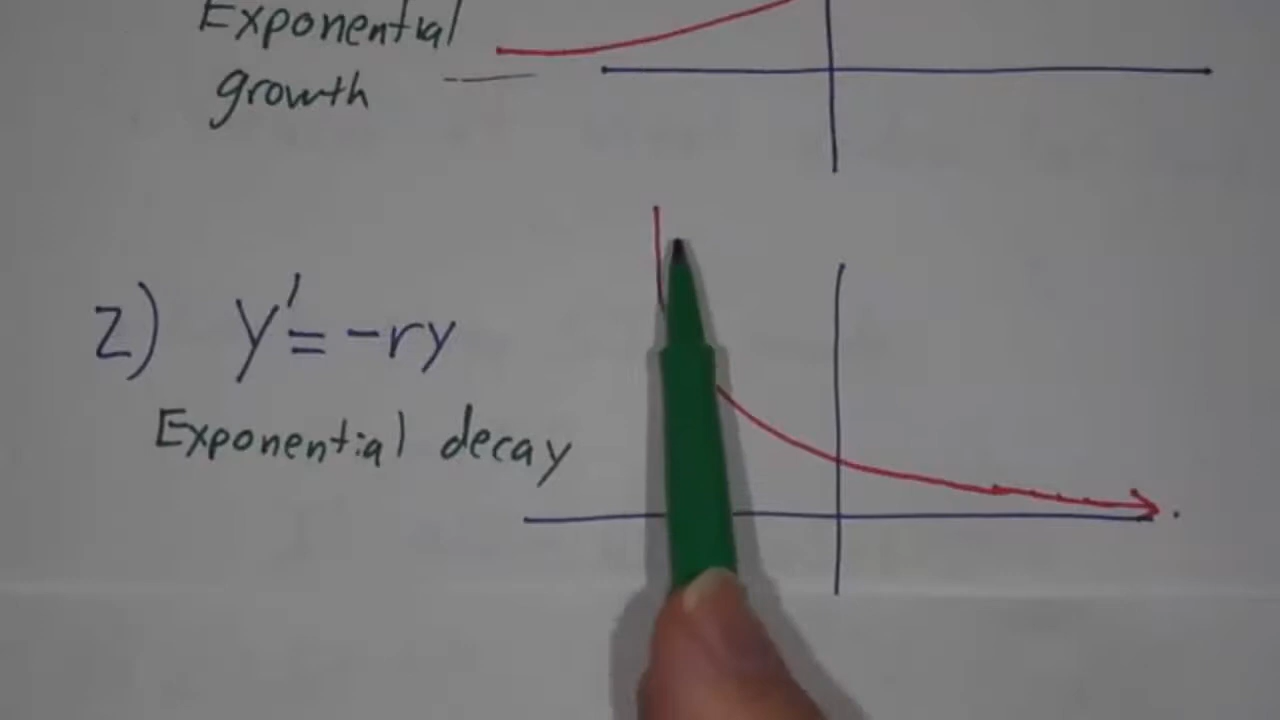 Exponential
growth
2) y' = -ry
Exponential decay